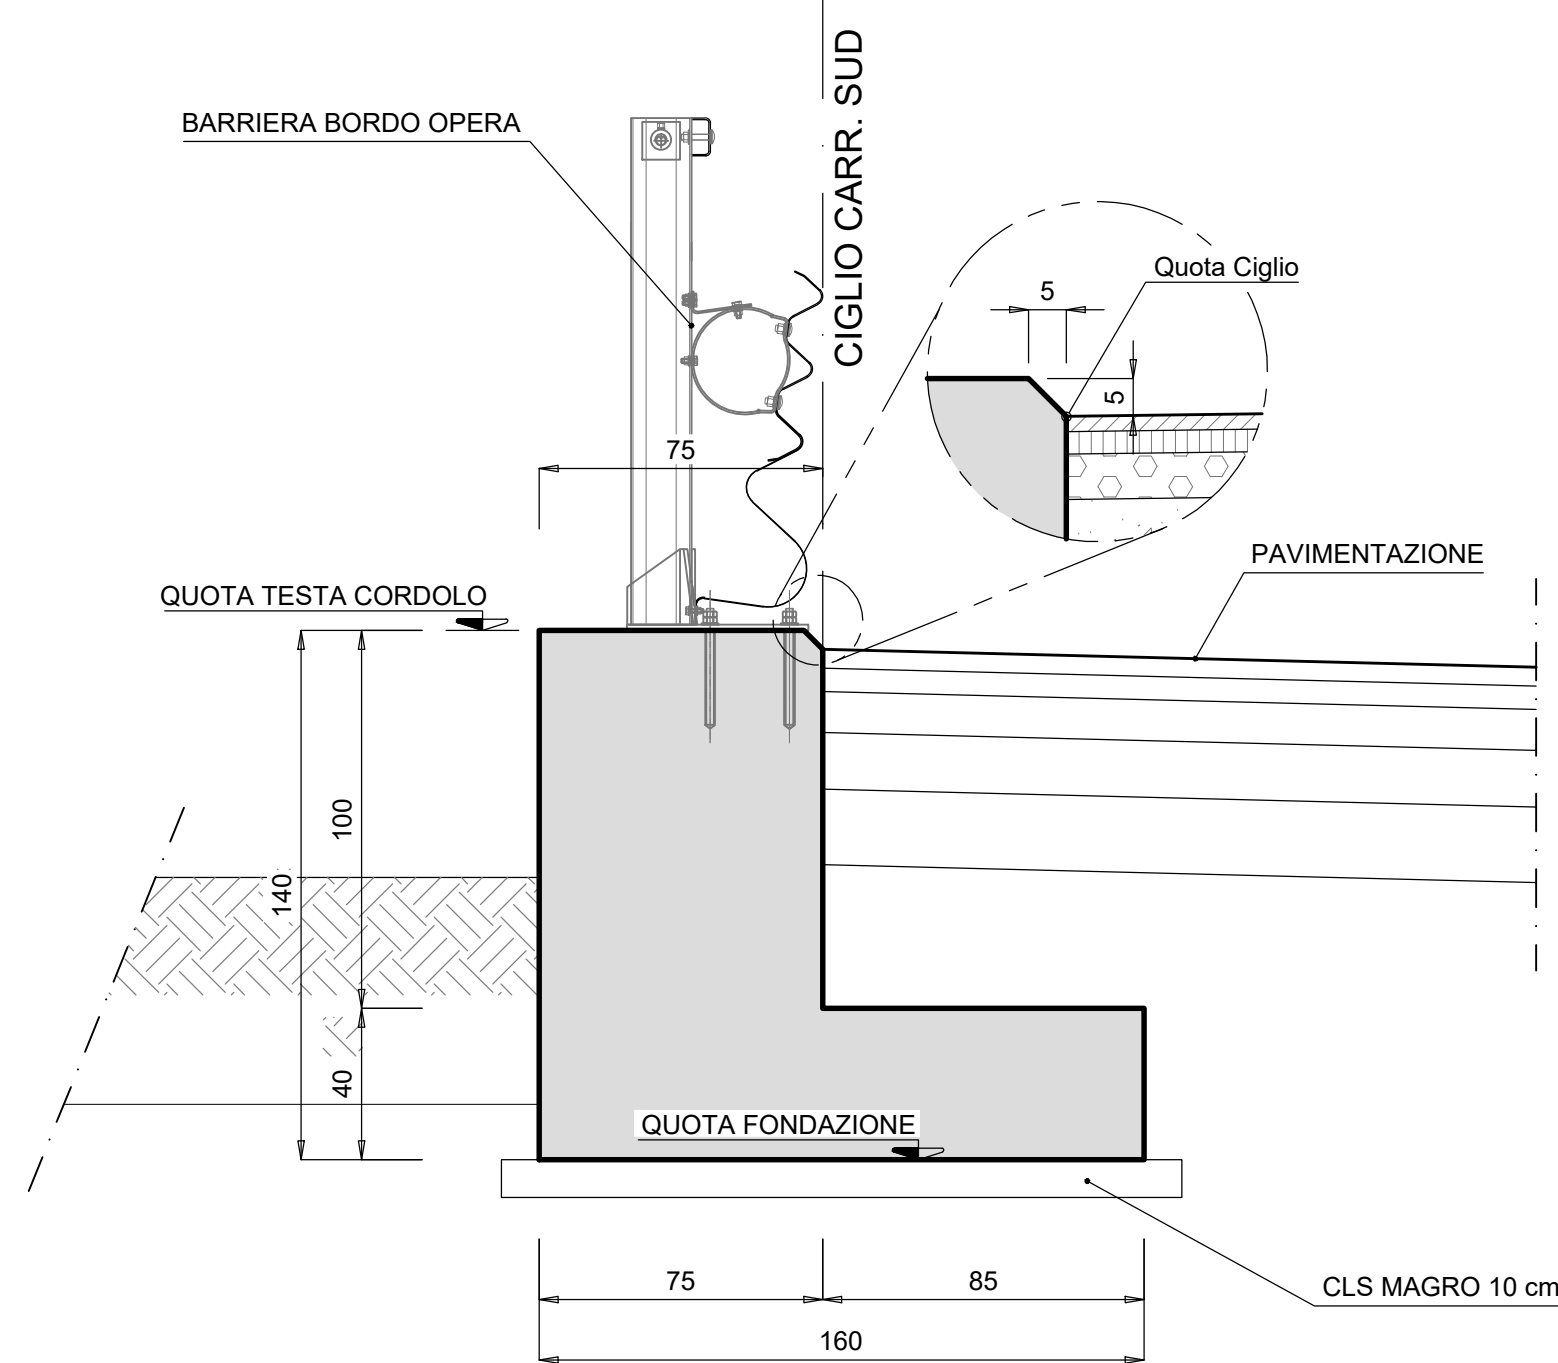 CIGLIO CARR. SUD
BARRIERA BORDO OPERA
Quota Ciglio
5
5
75
PAVIMENTAZIONE
QUOTA TESTA CORDOLO
100
140
40
QUOTA FONDAZIONE
75
85
CLS MAGRO 10 cm
160